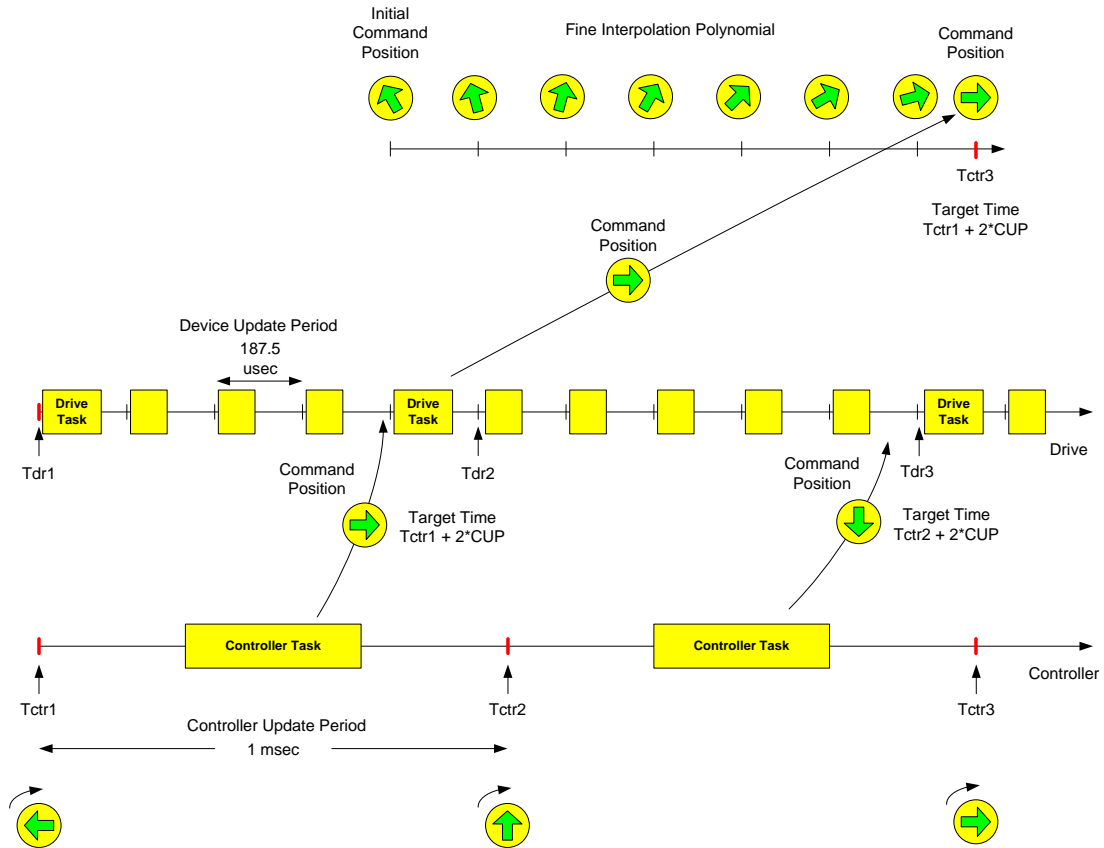 Initial
Command
Position
Fine Interpolation Polynomial
Command
Position
Tctr3
Target Time
Tctr1 + 2*CUP
Command
Position
Device Update Period
187.5
usec
Drive
Task
Drive
Task
Drive
Task
Drive
Tdr1
Tdr2
Tdr3
Command
Position
Target Time
Tctr1 + 2*CUP
Command
Position
Target Time
Tctr2 + 2*CUP
Controller Task
Controller Task
Controller
Tctr1
Tctr2
Tctr3
Controller Update Period
1 msec